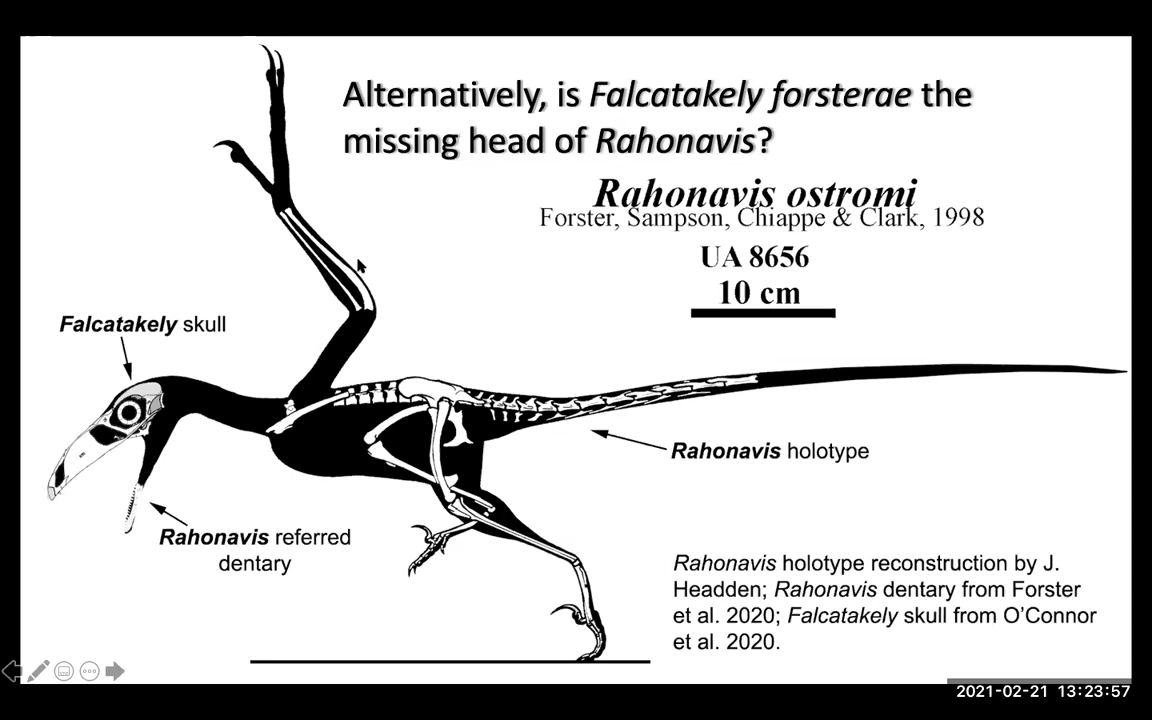 Alternatively, is Falcatakely forsterae the
missing head of Rahonavis?
Rahonavis ostromi
Forster, Sampson, Chiappe & Clark, 1998
UA 8656
10 cm
Falcatakely skull
Rahonavis holotype
Rahonavis referred
dentary
Rahonavis holotype reconstruction by J.
Headden; Rahonavis dentary from Forster
et al. 2020; Falcatakely skull from O’Connor
et al. 2020.
2021-02-21 13:23:57